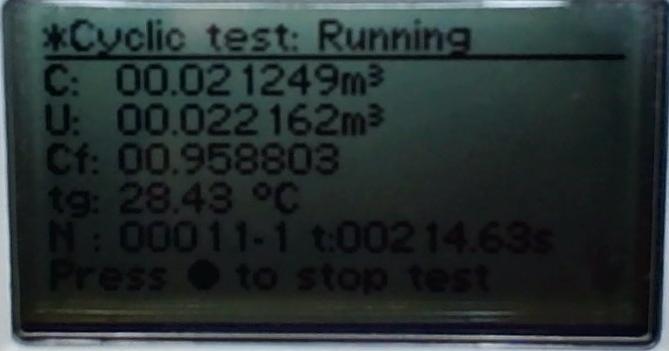 *Cyclic test: Running
C: 00.021249m³
U: 00.022162m³
Cf: 00.958803
tg: 28.43 °C
N : 00011-1 t:00214.63s
Press ● to stop test